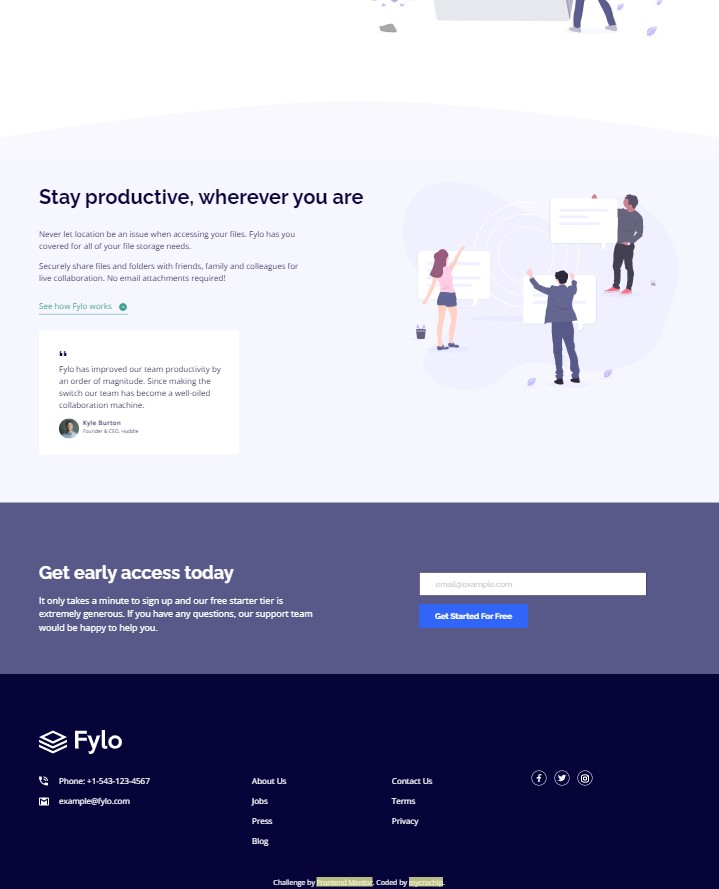 Stay productive, wherever you are
Never let location be an issue when accessing your files. Fylo has you
covered for all of your file storage needs.
Securely share files and folders with friends, family and colleagues for
live collaboration. No email attachments required!
See how Fylo works
“
Fylo has improved our team productivity by
an order of magnitude. Since making the
switch our team has become a well-oiled
collaboration machine.
Kyle Burton
Founder & CEO, Huddle
Get early access today
It only takes a minute to sign up and our free starter tier is
extremely generous. If you have any questions, our support team
would be happy to help you.
email@example.com
Get Started For Free
Fylo
Phone: +1-543-123-4567
example@fylo.com
About Us
Jobs
Press
Blog
Contact Us
Terms
Privacy
Challenge by Frontend Mentor. Coded by